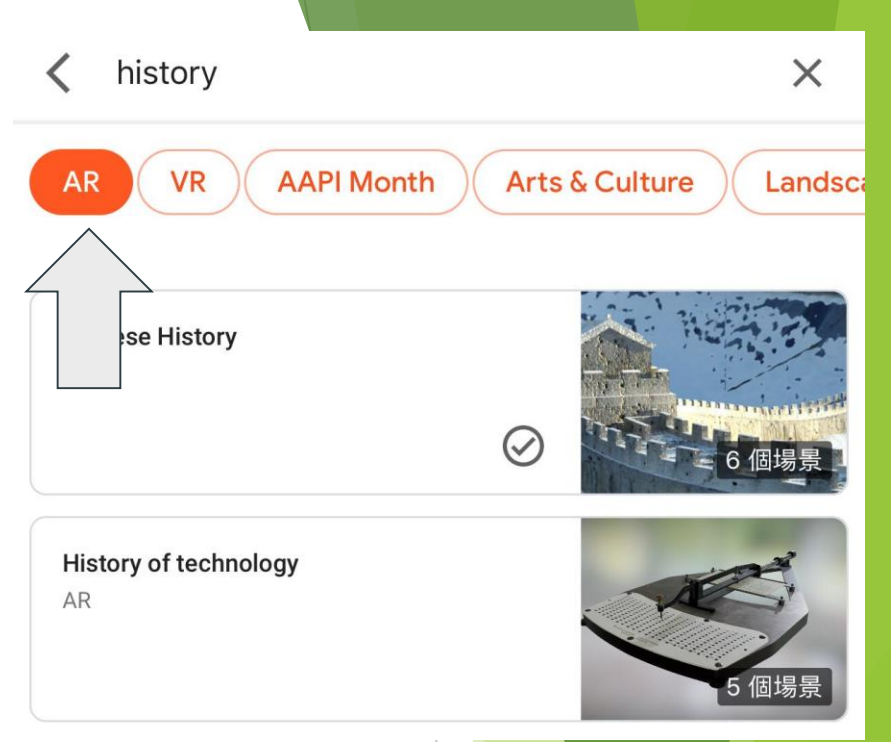 history
AR
VR
AAPI Month
Arts & Culture
Landsca
ese History
6 個場景
History of technology
AR
5 個場景